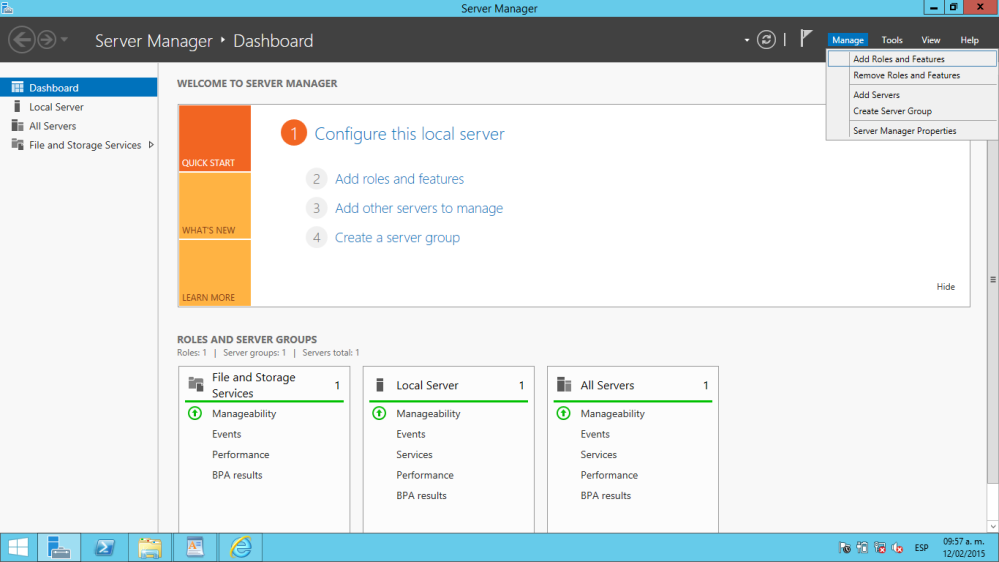 Server Manager
Server Manager ‣ Dashboard
Manage Tools View Help
Add Roles and Features
Remove Roles and Features
Add Servers
Create Server Group
Server Manager Properties
Dashboard
Local Server
All Servers
File and Storage Services
WELCOME TO SERVER MANAGER
QUICK START
WHAT'S NEW
LEARN MORE
1 Configure this local server
2 Add roles and features
3 Add other servers to manage
4 Create a server group
Hide
ROLES AND SERVER GROUPS
Roles: 1 | Server groups: 1 | Servers total: 1
File and Storage
Services 1
Manageability
Events
Performance
BPA results
Local Server 1
Manageability
Events
Services
Performance
BPA results
All Servers 1
Manageability
Events
Services
Performance
BPA results
ESP
09:57 a. m.
12/02/2015